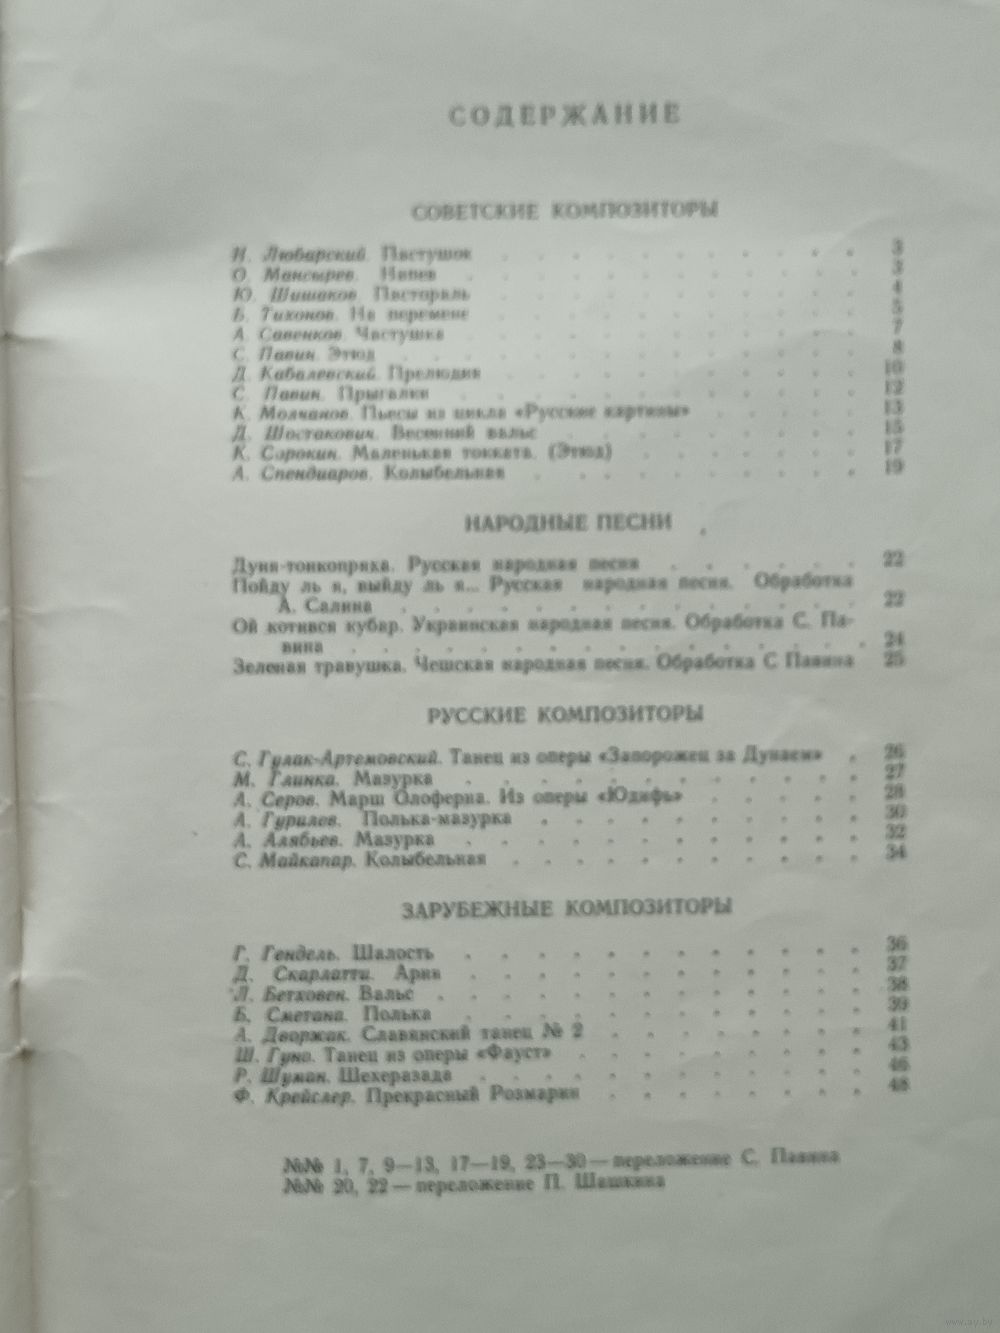 СОДЕРЖАНИЕ
СОВЕТСКИЕ КОМПОЗИТОРЫ
Н. Любарский. Пастушок . . . . . . . . . . . 3
О. Мансырев. Напев . . . . . . . . . . . . 3
Ю. Шишаков. Пастораль . . . . . . . . . . . 4
Б. Тихонов. На перемене . . . . . . . . . . . 5
А. Савенков. Частушка . . . . . . . . . . . . 7
С. Павин. Этюд . . . . . . . . . . . . . . 8
Д. Кабалевский. Прелюдия . . . . . . . . . . 10
С. Павин. Прыгалки . . . . . . . . . . . . 12
К. Молчанов. Пьесы из цикла «Русские картины» . . . . . 13
Д. Шостакович. Весенний вальс . . . . . . . . . 15
К. Сорокин. Маленькая токката. (Этюд) . . . . . . . 17
А. Спендиаров. Колыбельная . . . . . . . . . . 19
НАРОДНЫЕ ПЕСНИ
Дуня-тонкопряха. Русская народная песня . . . . . . 22
Пойду ль я, выйду ль я... Русская народная песня. Обработка
А. Салина . . . . . . . . . . . . . . 22
Ой котився кубар. Украинская народная песня. Обработка С. Па-
вина . . . . . . . . . . . . . . . . 24
Зеленая травушка. Чешская народная песня. Обработка С Павина 25
РУССКИЕ КОМПОЗИТОРЫ
С. Гулак-Артемовский. Танец из оперы «Запорожец за Дунаем» . 26
М. Глинка. Мазурка . . . . . . . . . . . . 27
А. Серов. Марш Олоферна. Из оперы «Юдифь» . . . . . 28
А. Гурилев. Полька-мазурка . . . . . . . . . . 30
А. Алябьев. Мазурка . . . . . . . . . . . . 32
С. Майкапар. Колыбельная . . . . . . . . . . . 34
ЗАРУБЕЖНЫЕ КОМПОЗИТОРЫ
Г. Гендель. Шалость . . . . . . . . . . . . 36
Д. Скарлатти. Ария . . . . . . . . . . . . 37
Л. Бетховен. Вальс . . . . . . . . . . . . . 38
Б. Сметана. Полька . . . . . . . . . . . . . 39
А. Дворжак. Славянский танец № 2 . . . . . . . . 41
Ш. Гуно. Танец из оперы «Фауст» . . . . . . . . . 43
Р. Шуман. Шехеразада . . . . . . . . . . . . 46
Ф. Крейслер. Прекрасный Розмарин . . . . . . . . 48
№№ 1, 7, 9—13, 17—19, 23—30 — переложение С. Павина
№№ 20, 22 — переложение П. Шашкина
www.ay.by